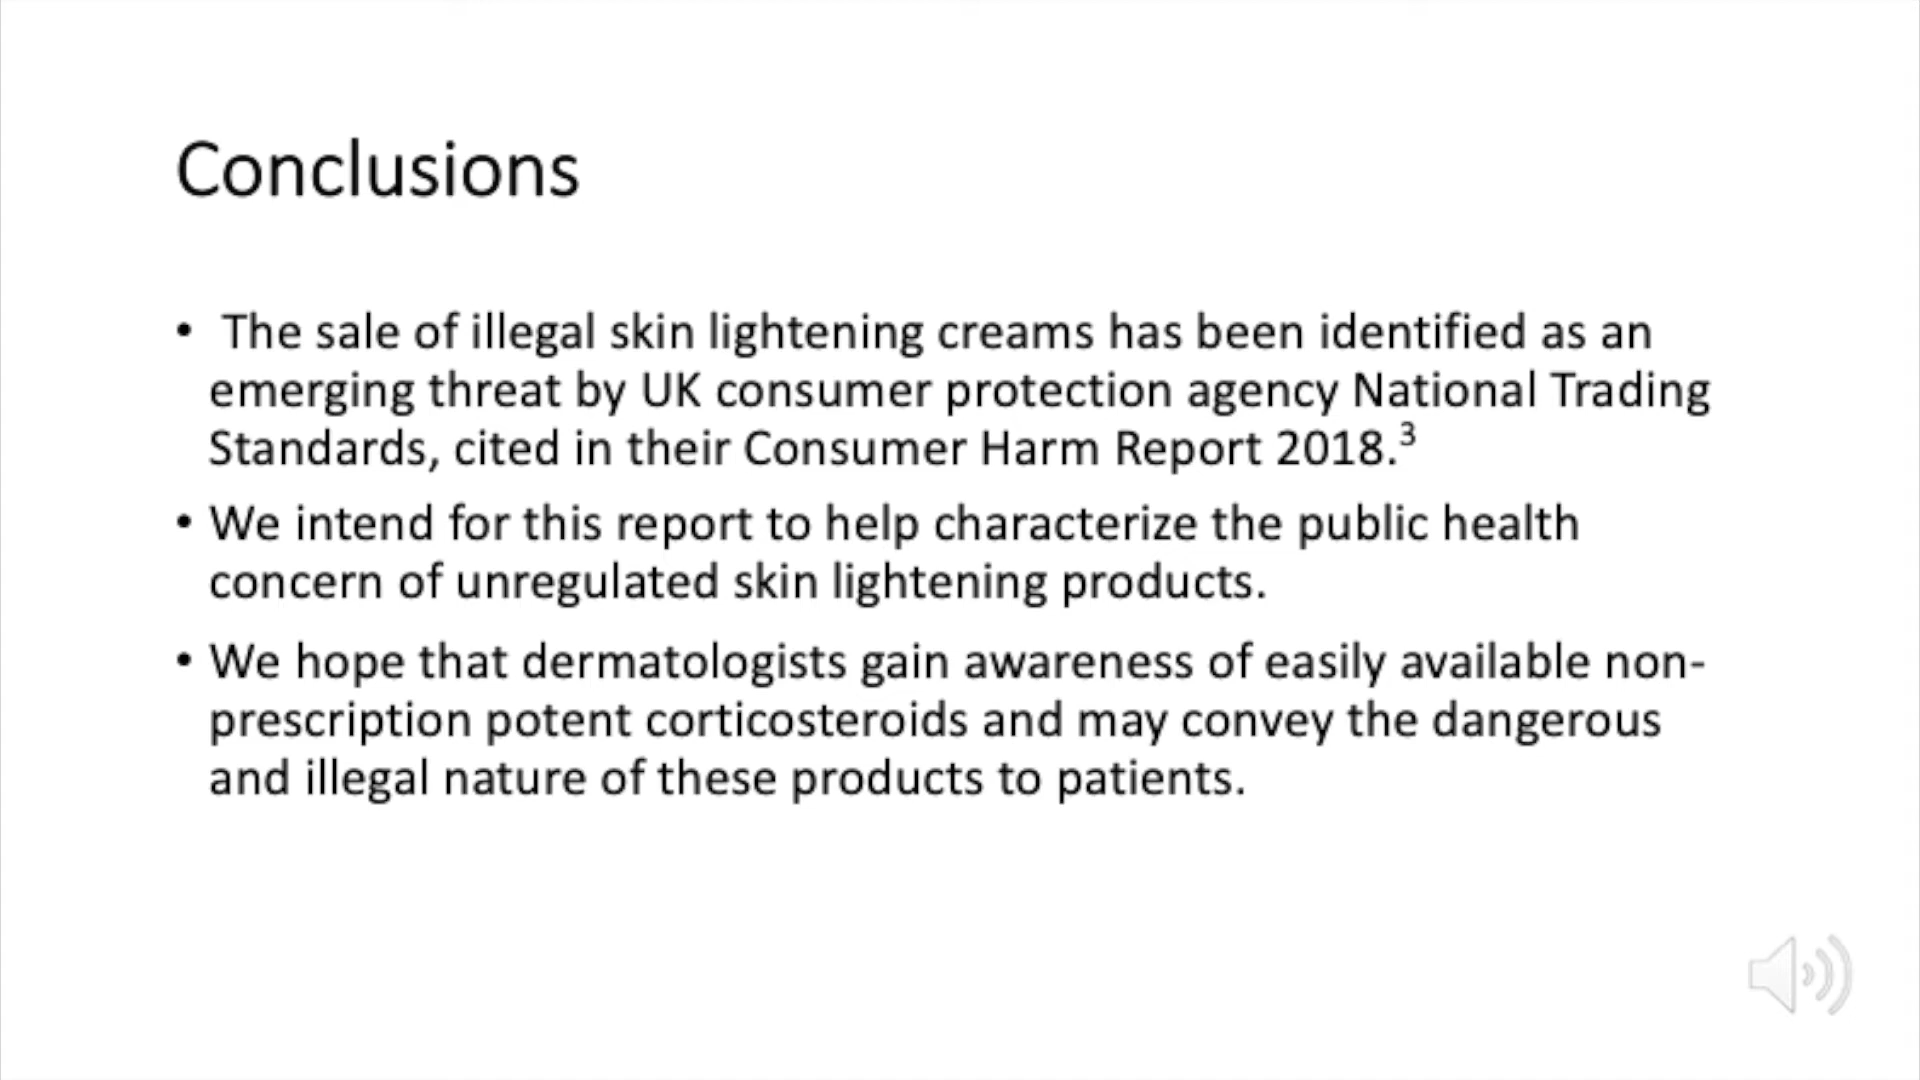 Conclusions
• The sale of illegal skin lightening creams has been identified as an
emerging threat by UK consumer protection agency National Trading
Standards, cited in their Consumer Harm Report 2018.³
• We intend for this report to help characterize the public health
concern of unregulated skin lightening products.
• We hope that dermatologists gain awareness of easily available non-
prescription potent corticosteroids and may convey the dangerous
and illegal nature of these products to patients.